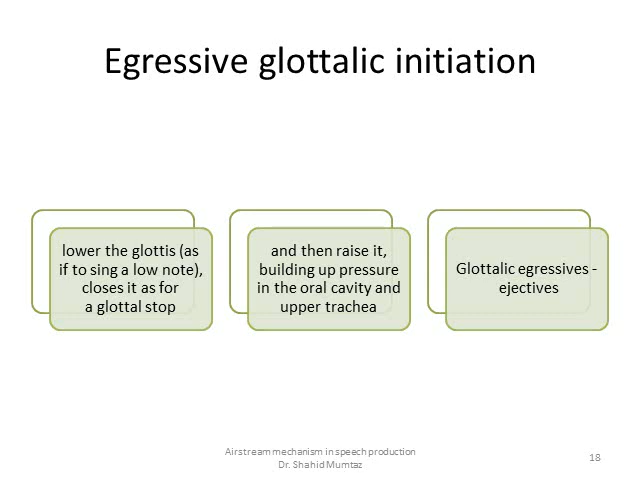 Egressive glottalic initiation
lower the glottis (as
if to sing a low note),
closes it as for
a glottal stop
and then raise it,
building up pressure
in the oral cavity and
upper trachea
Glottalic egressives -
ejectives
Airstream mechanism in speech production
Dr. Shahid Mumtaz
18